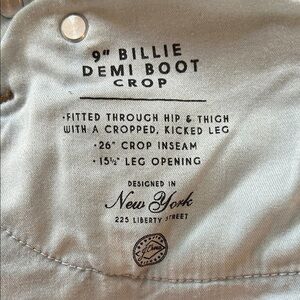 9" BILLIE
DEMI BOOT
CROP
•FITTED THROUGH HIP & THIGH
WITH A CROPPED, KICKED LEG
•26" CROP INSEAM
•15½" LEG OPENING
DESIGNED IN
New York
225 LIBERTY STREET